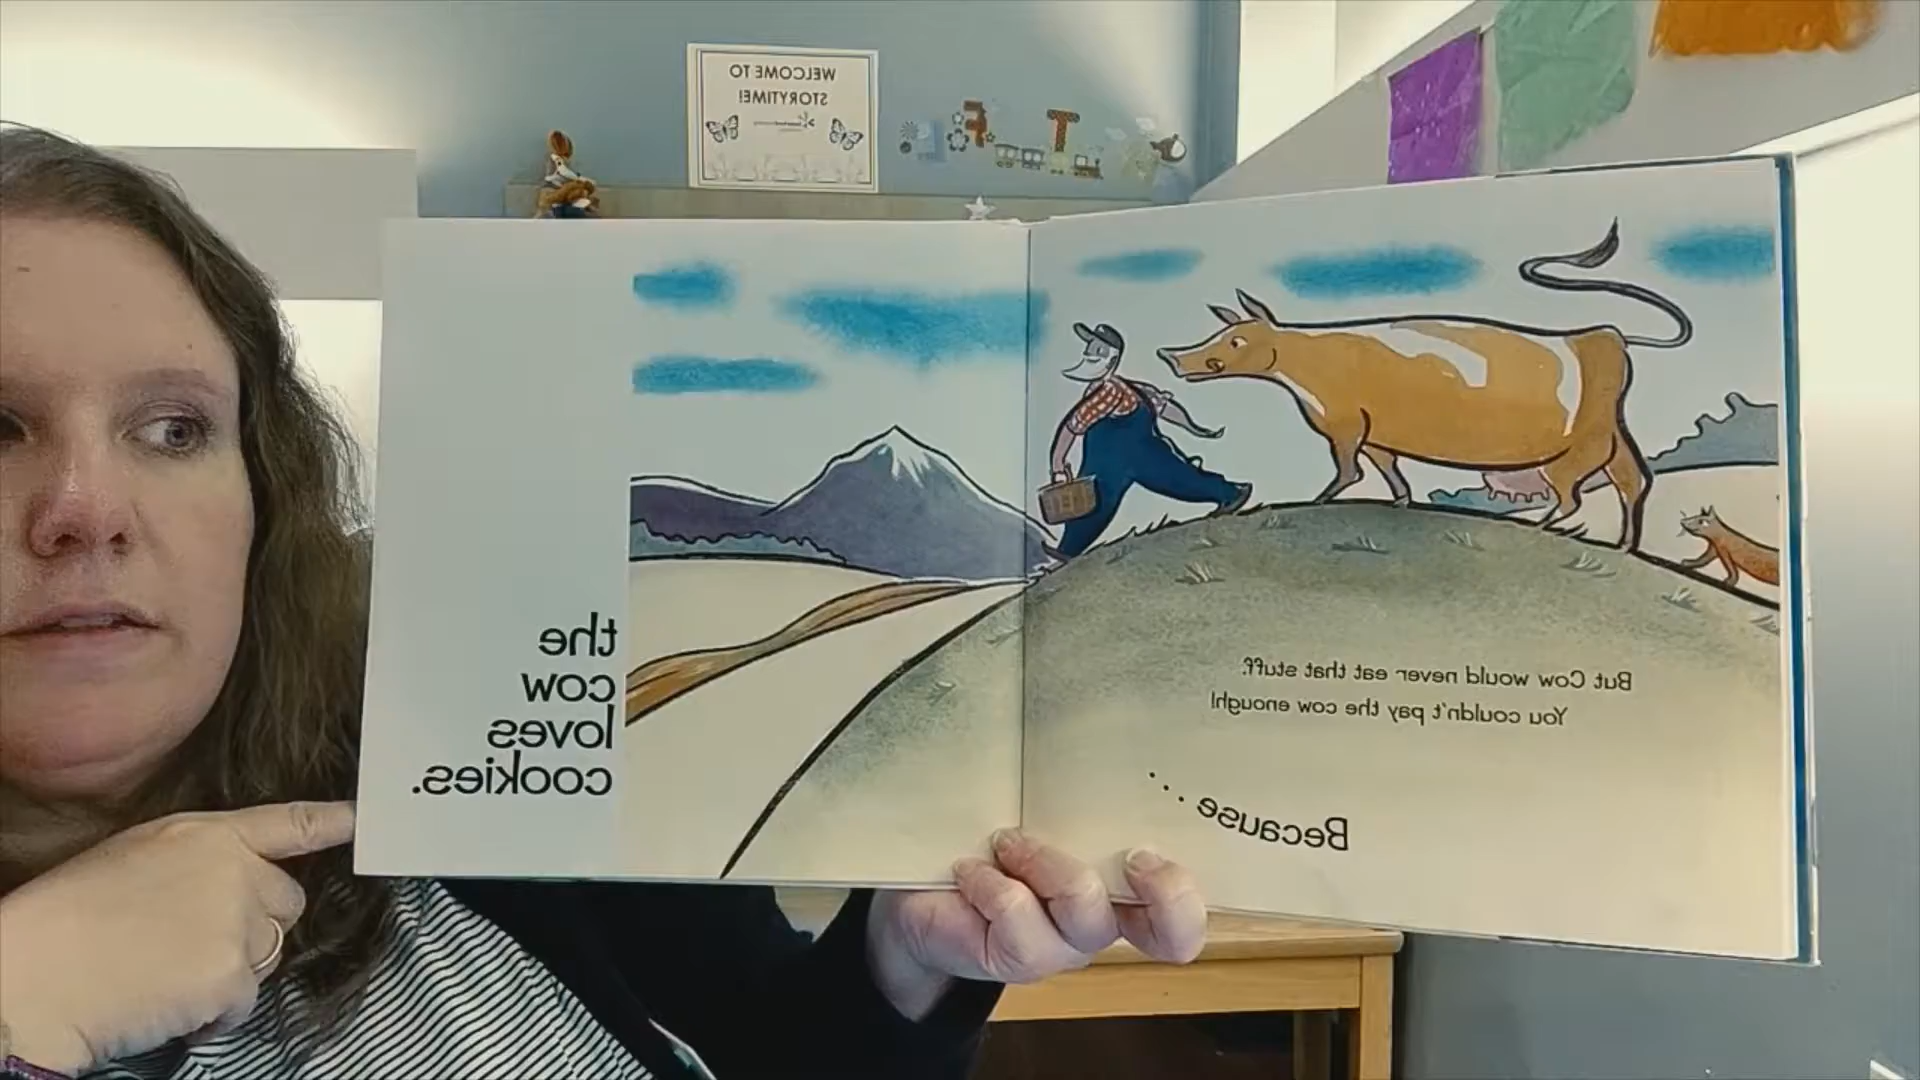 WELCOME TO
STORYTIME!
T F
But Cow would never eat that stuff.
You couldn't pay the cow enough!
Because...
the
cow
loves
cookies.